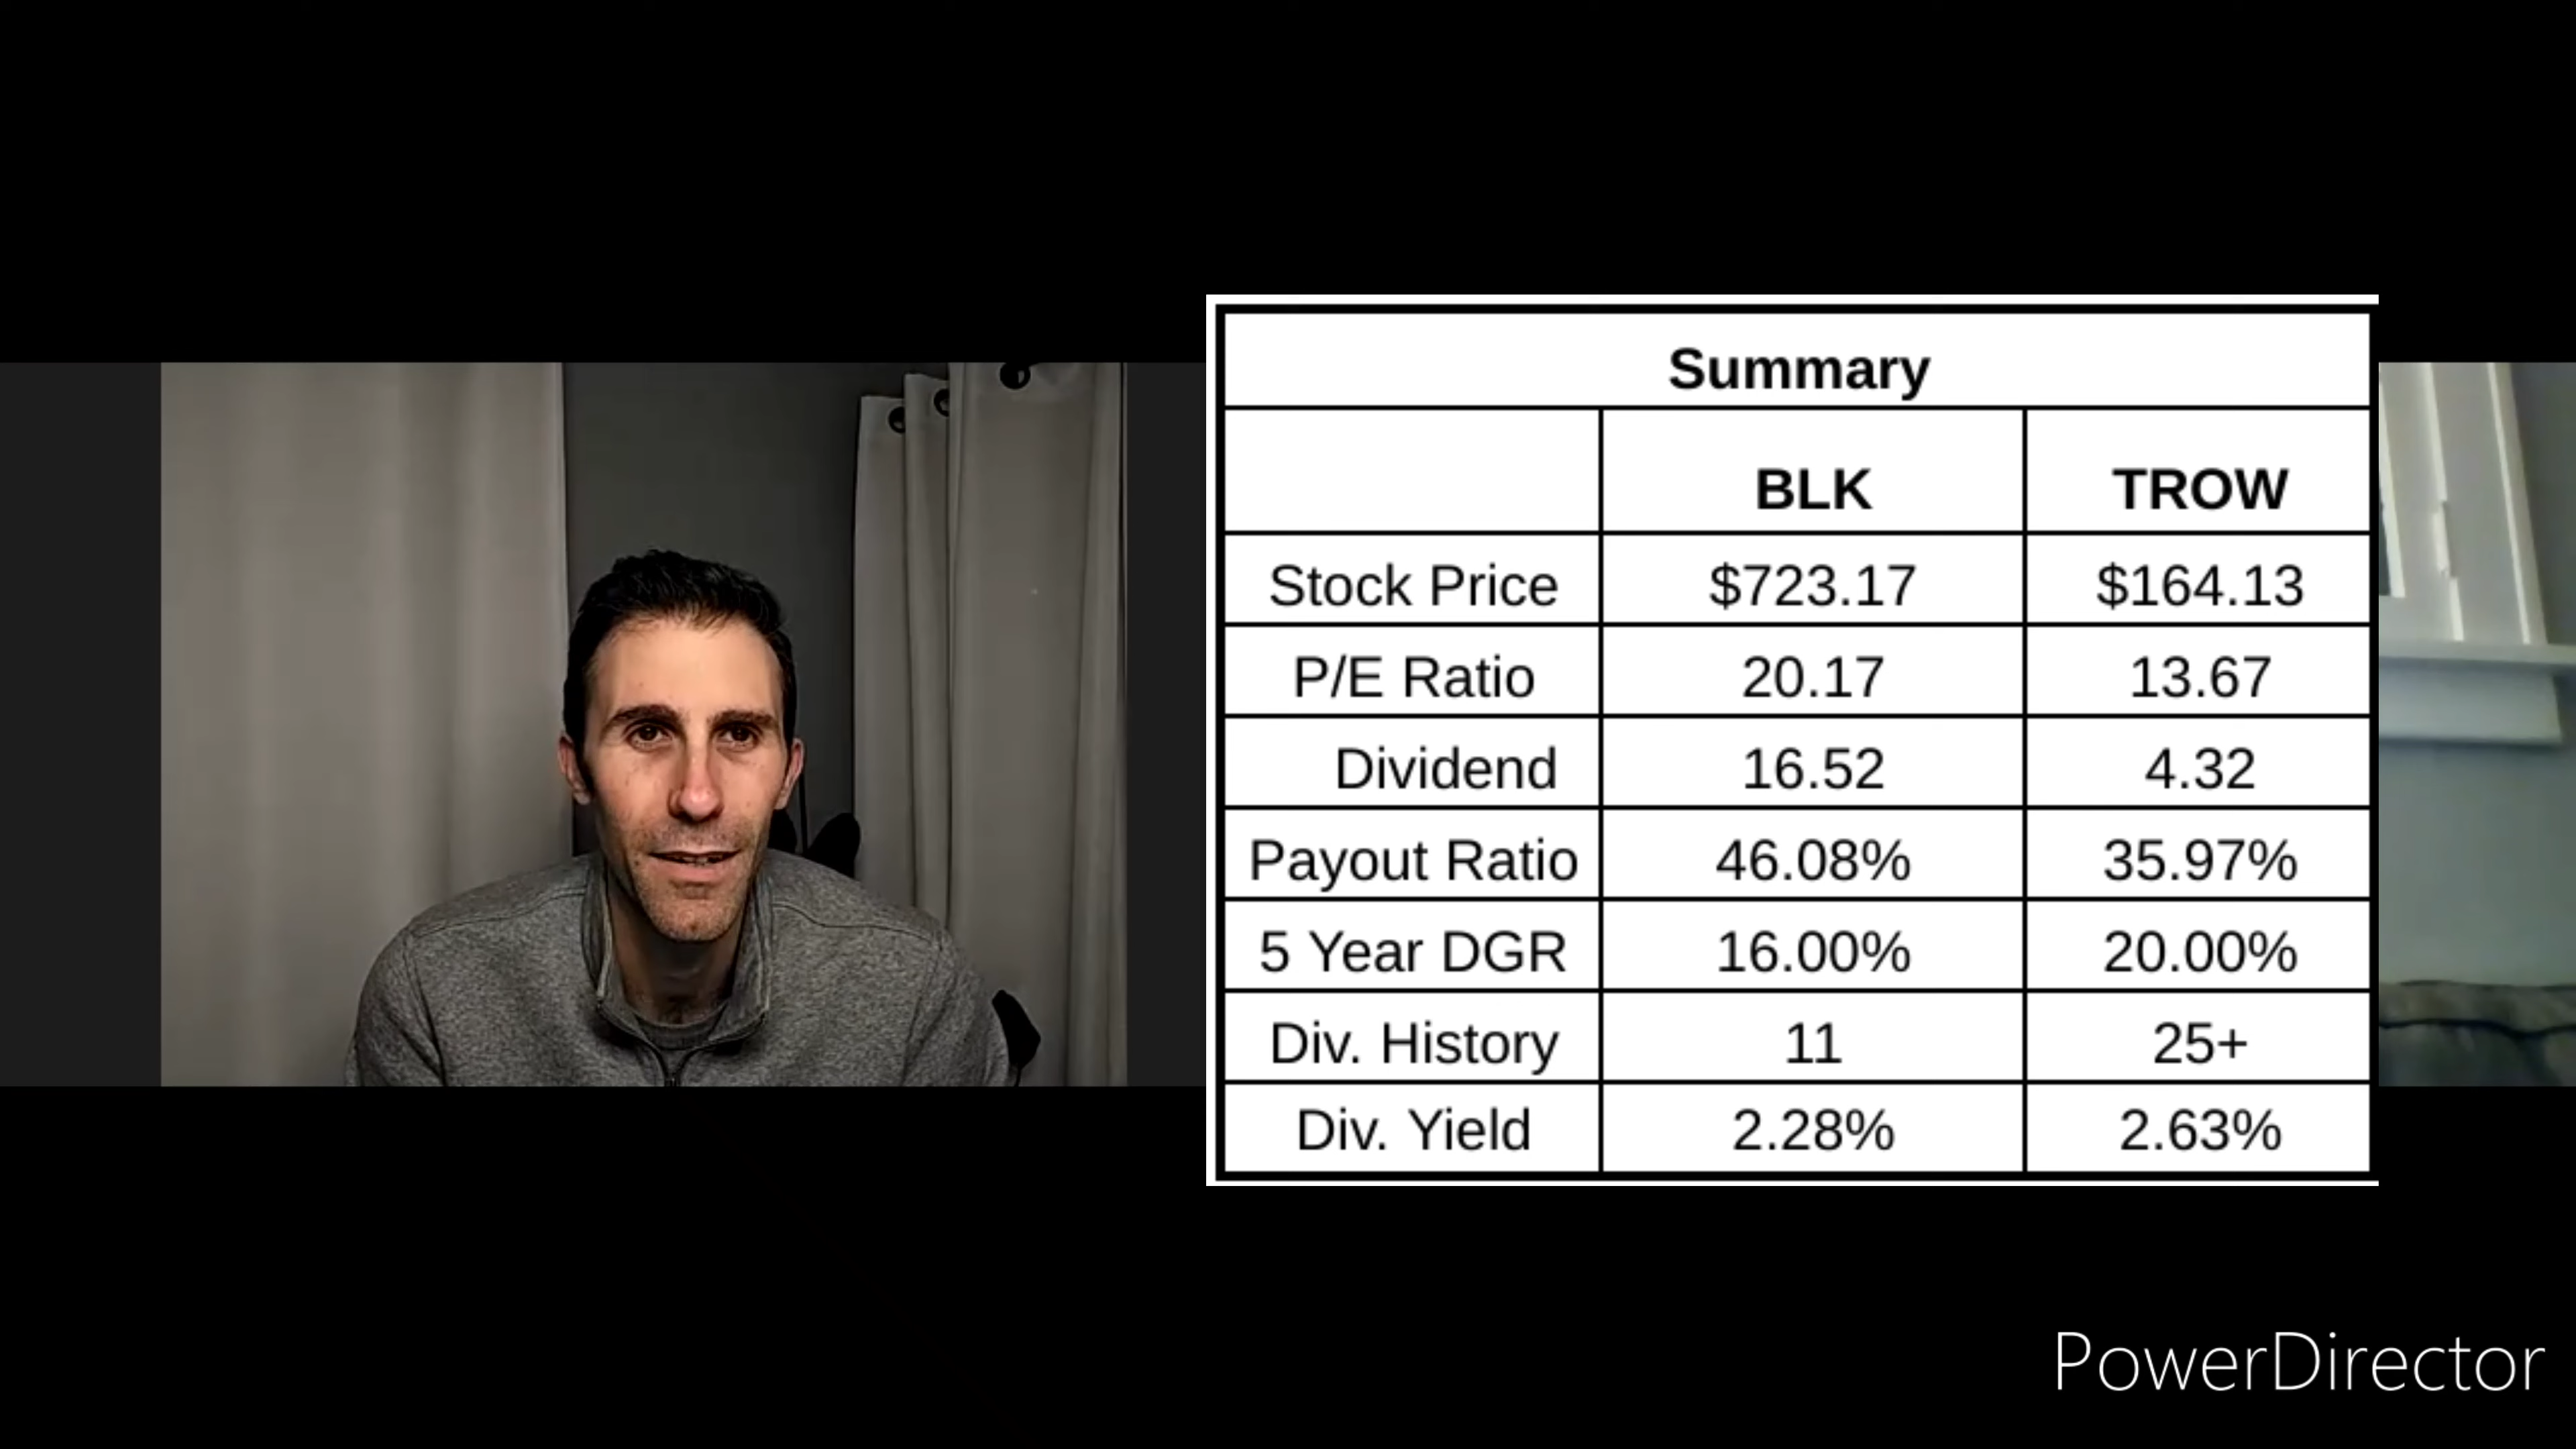 Summary
BLK TROW
Stock Price $723.17 $164.13
P/E Ratio 20.17 13.67
Dividend 16.52 4.32
Payout Ratio 46.08% 35.97%
5 Year DGR 16.00% 20.00%
Div. History 11 25+
Div. Yield 2.28% 2.63%
PowerDirector